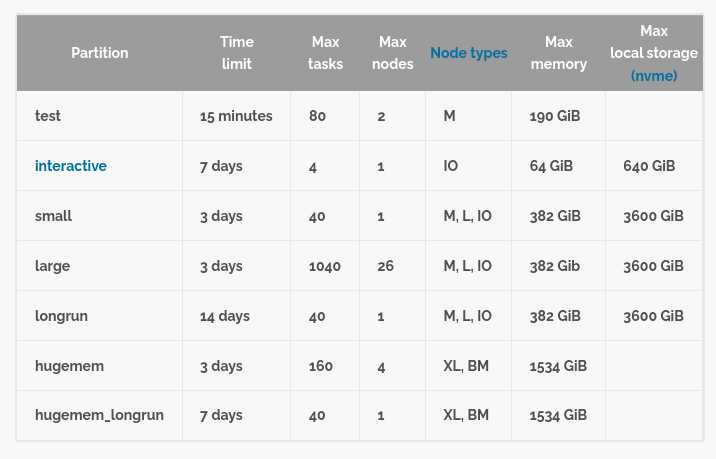 Partition Time limit Max tasks Max nodes Node types Max memory Max local storage (nvme)
test 15 minutes 80 2 M 190 GiB
interactive 7 days 4 1 IO 64 GiB 640 GiB
small 3 days 40 1 M, L, IO 382 GiB 3600 GiB
large 3 days 1040 26 M, L, IO 382 Gib 3600 GiB
longrun 14 days 40 1 M, L, IO 382 GiB 3600 GiB
hugemem 3 days 160 4 XL, BM 1534 GiB
hugemem_longrun 7 days 40 1 XL, BM 1534 GiB